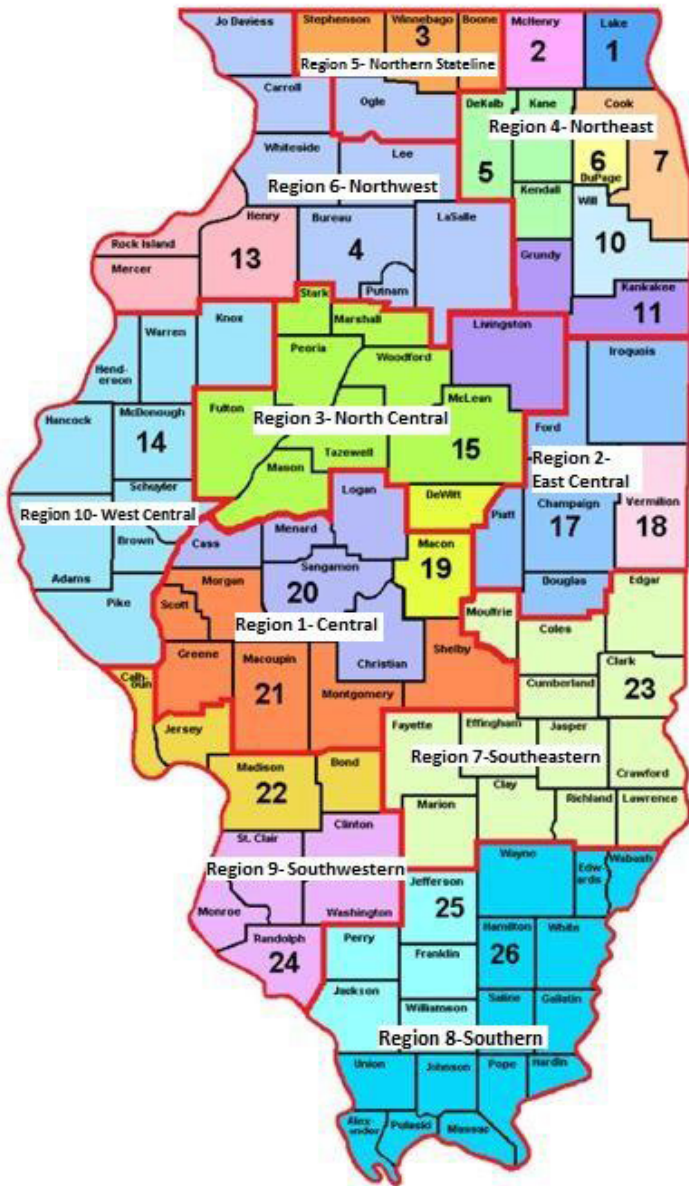 Jo Daviess
Stephenson
Winnebago
Boone
McHenry
Lake
3
2
1
Region 5- Northern Stateline
Carroll
Ogle
DeKalb
Kane
Cook
Region 4- Northeast
Whiteside
Lee
5
6
7
DuPage
Region 6- Northwest
Kendall
Will
Rock Island
Henry
Bureau
LaSalle
10
13
4
Grundy
Mercer
Putnam
Kankakee
11
Stark
Knox
Marshall
Warren
Livingston
Peoria
Iroquois
Hend-
erson
Woodford
Hancock
McDonough
Fulton
McLean
Region 3- North Central
Ford
14
15
Tazewell
Region 2-
East Central
Mason
Schuyler
Logan
DeWitt
Champaign
Vermilion
Region 10- West Central
Piatt
17
18
Brown
Cass
Menard
Macon
Adams
Sangamon
19
Morgan
Douglas
Edgar
Pike
Scott
20
Moultrie
Region 1- Central
Coles
Greene
Macoupin
Shelby
Christian
Clark
Cal-
houn
21
Montgomery
Cumberland
23
Jersey
Fayette
Effingham
Jasper
Region 7-Southeastern
Madison
Bond
Crawford
22
Clay
Marion
Richland
Lawrence
Clinton
St. Clair
Wayne
Wabash
Region 9- Southwestern
Edw-
ards
Jefferson
25
Monroe
Washington
Randolph
Perry
Hamilton
White
24
Franklin
26
Jackson
Williamson
Saline
Gallatin
Region 8-Southern
Union
Johnson
Pope
Hardin
Alex-
ander
Pulaski
Massac